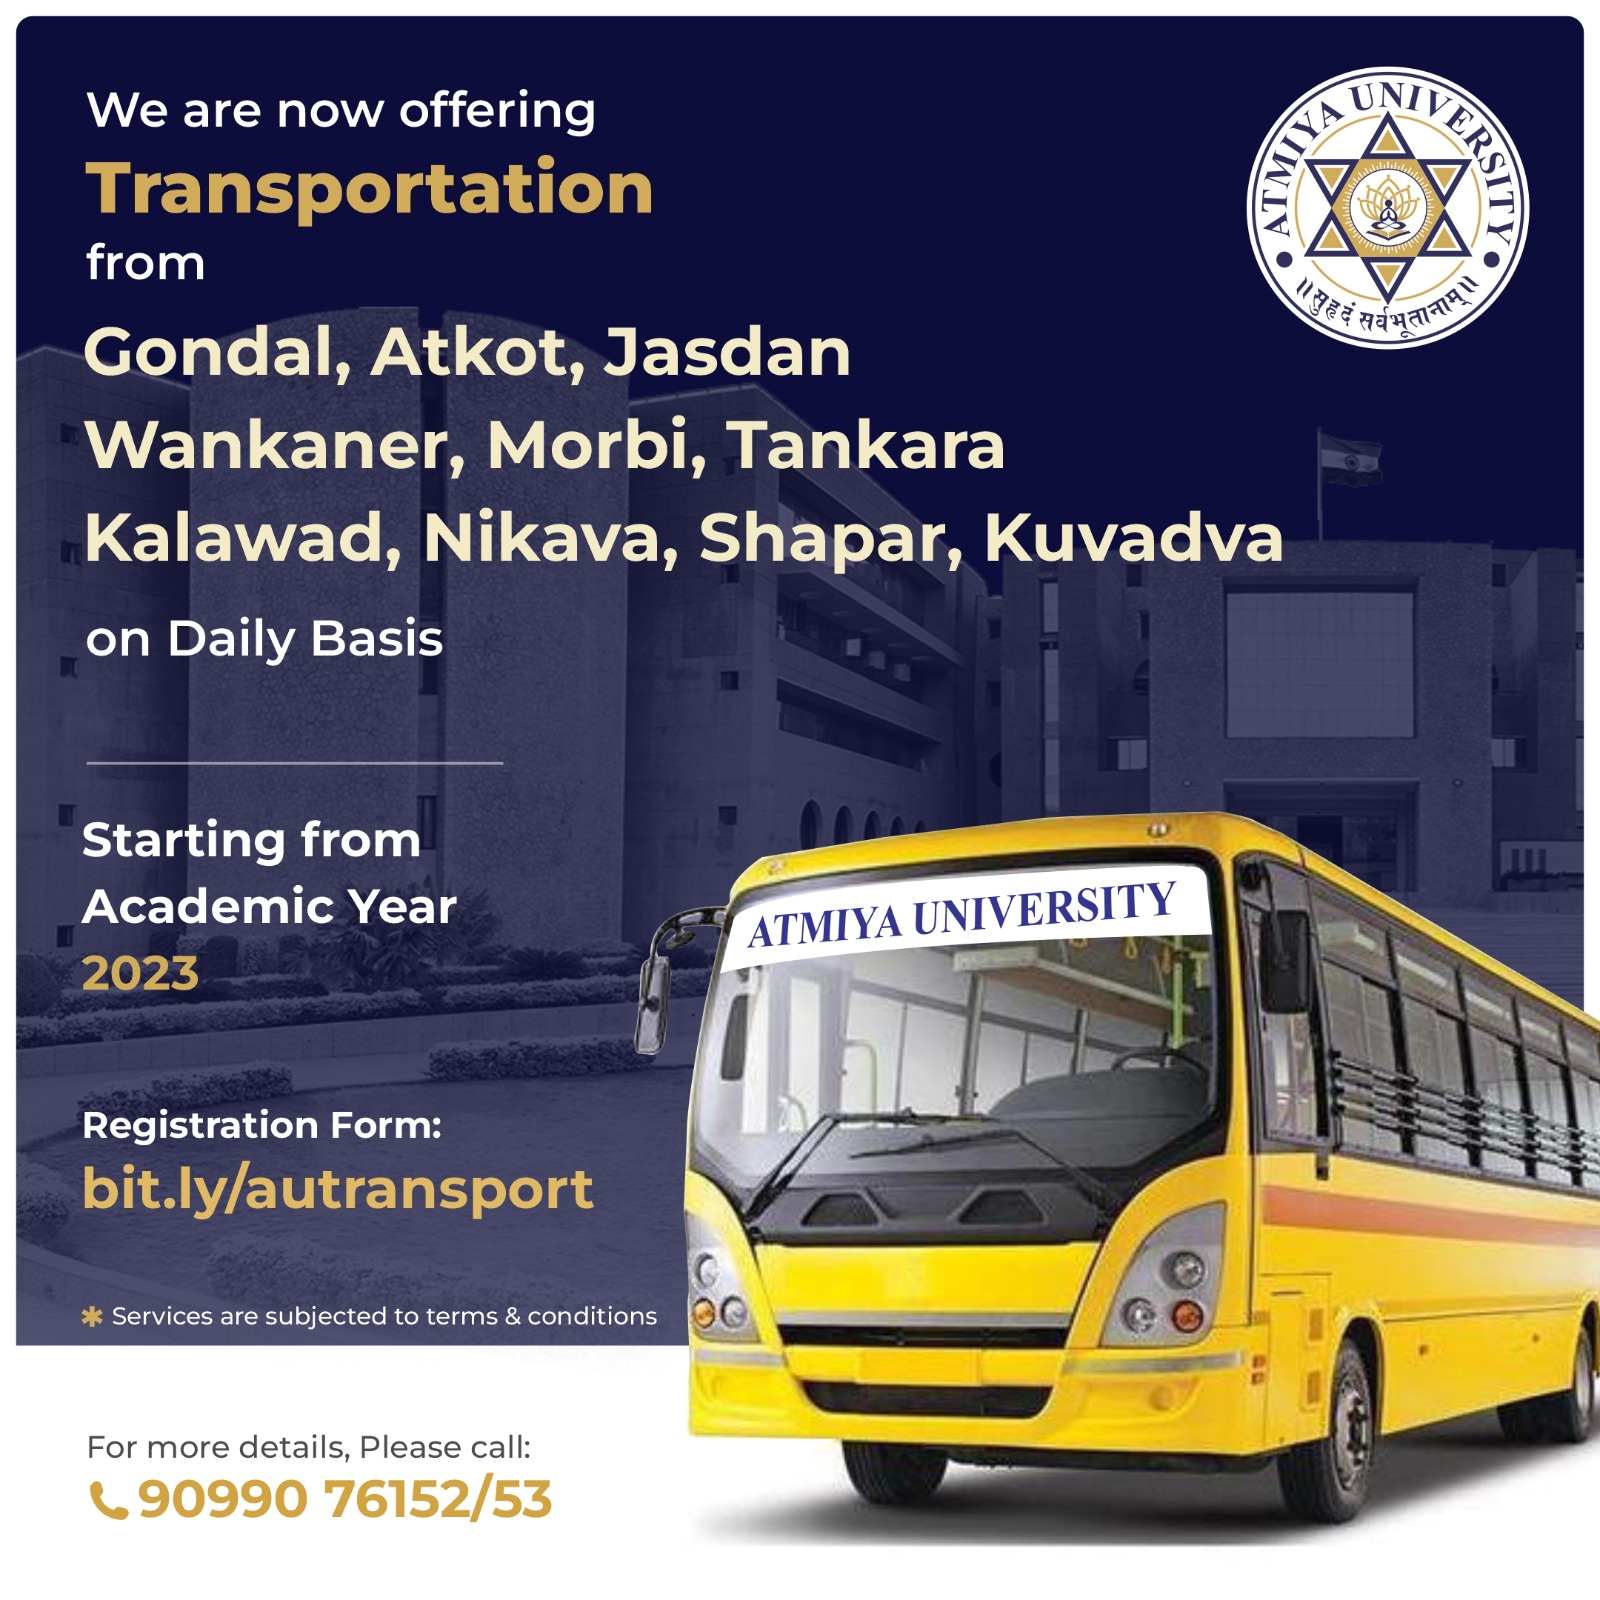 We are now offering
Transportation
from
Gondal, Atkot, Jasdan
Wankaner, Morbi, Tankara
Kalawad, Nikava, Shapar, Kuvadva
on Daily Basis
ATMIYA UNIVERSITY
॥ सुहृदं सर्वभूतानाम् ॥
Starting from
Academic Year
2023
Registration Form:
bit.ly/autransport
* Services are subjected to terms & conditions
For more details, Please call:
90990 76152/53
ATMIYA UNIVERSITY